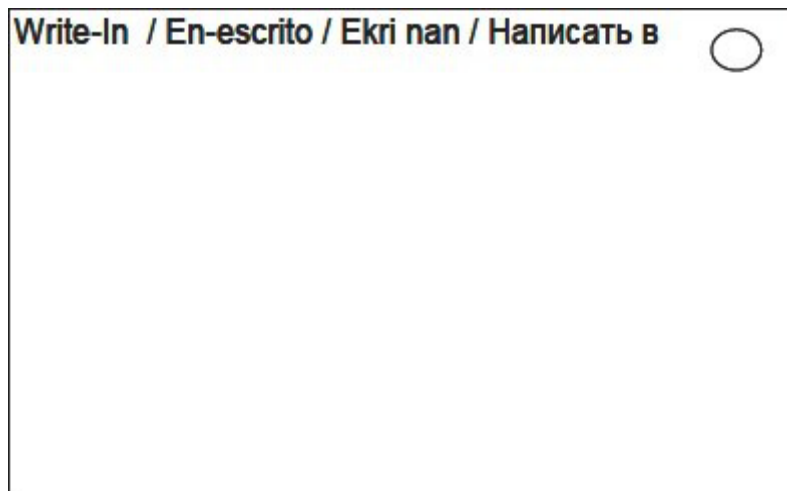 Write-In / En-escrito / Ekri nan / Написать в